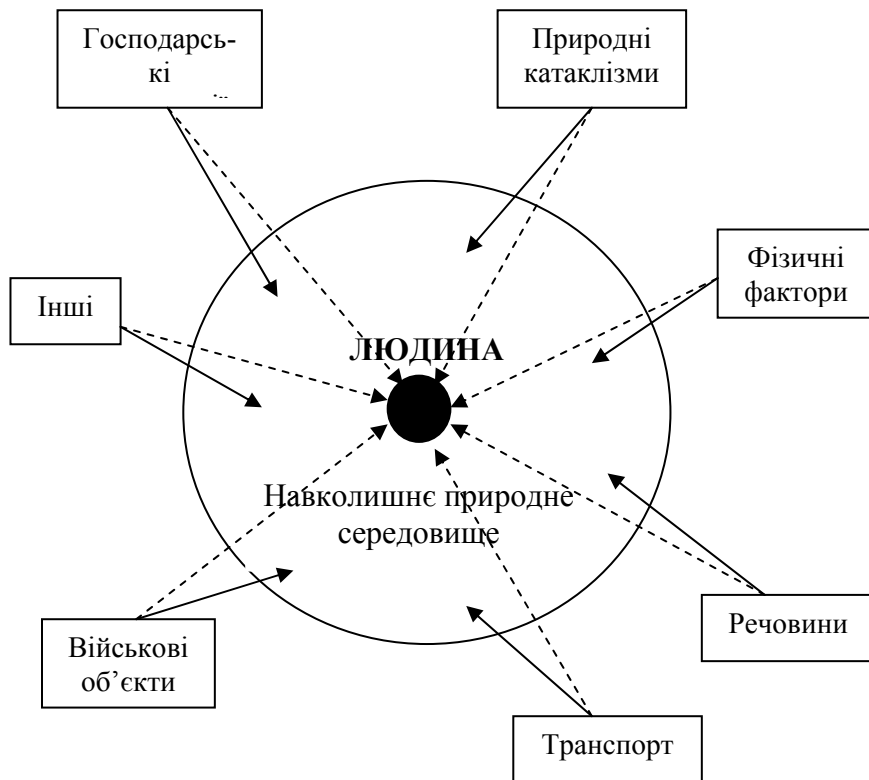 Господарсь-
кі
Природні
катаклізми
Фізичні
фактори
Інші
ЛЮДИНА
Навколишнє природне
середовище
Речовини
Військові
об’єкти
Транспорт